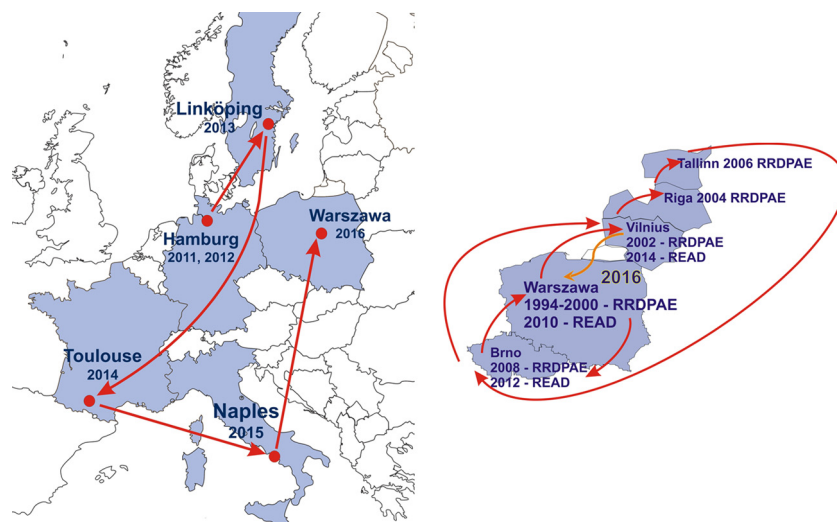 Linköping
2013
Warszawa
2016
Hamburg
2011, 2012
Toulouse
2014
Naples
2015
Tallinn 2006 RRDPAE
Riga 2004 RRDPAE
Vilnius
2002 - RRDPAE
2014 - READ
2016
Warszawa
1994-2000 - RRDPAE
2010 - READ
Brno
2008 - RRDPAE
2012 - READ